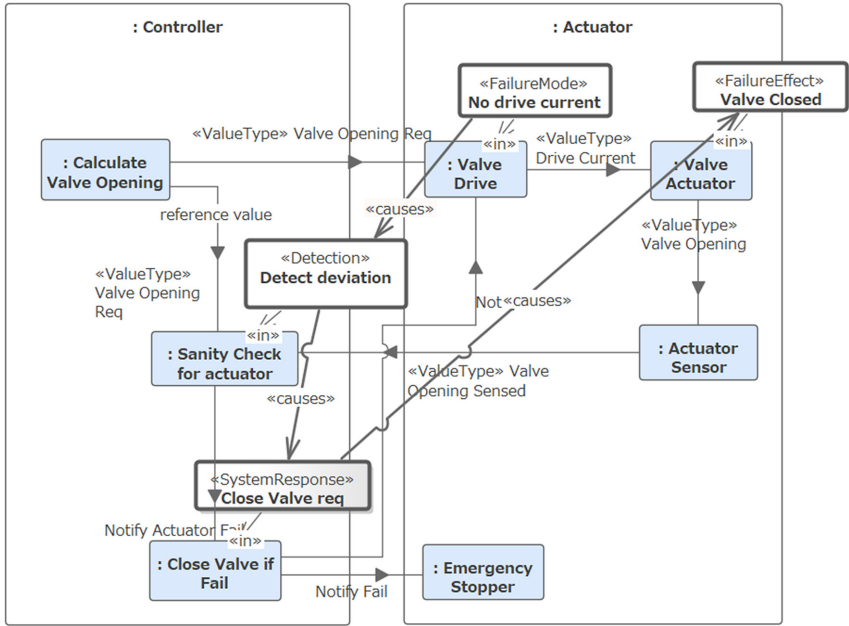 : Controller
: Actuator
«FailureMode»
No drive current
«FailureEffect»
Valve Closed
«ValueType» Valve Opening Req
«in»
«ValueType»
Drive Current
«in»
: Calculate
Valve Opening
: Valve
Drive
: Valve
Actuator
reference value
«causes»
«ValueType»
Valve Opening
«Detection»
Detect deviation
«ValueType»
Valve Opening
Req
Not
«causes»
«in»
: Sanity Check
for actuator
: Actuator
Sensor
«ValueType» Valve
Opening Sensed
«causes»
«SystemResponse»
Close Valve req
Notify Actuator Fail
«in»
: Close Valve if
Fail
: Emergency
Stopper
Notify Fail